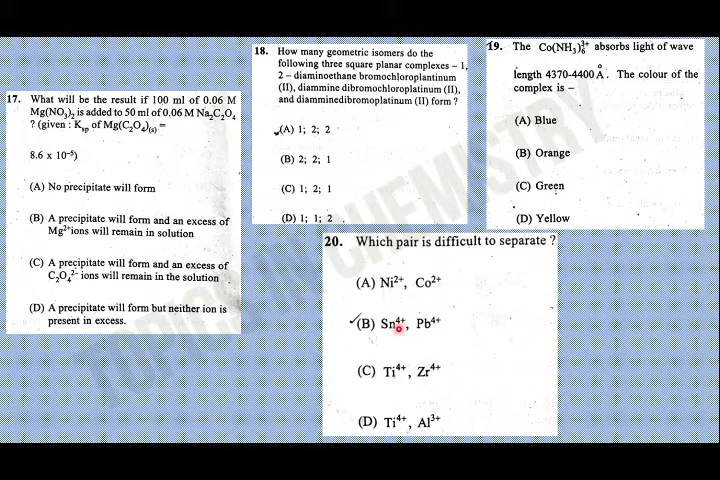 17. What will be the result if 100 ml of 0.06 M
Mg(NO3)2 is added to 50 ml of 0.06 M Na2C2O4
? (given : Ksp of Mg(C2O4)(s) =
8.6 x 10⁻⁵)
(A) No precipitate will form
(B) A precipitate will form and an excess of
Mg²⁺ions will remain in solution
(C) A precipitate will form and an excess of
C2O4²⁻ ions will remain in the solution
(D) A precipitate will form but neither ion is
present in excess.
18. How many geometric isomers do the
following three square planar complexes – 1,
2 – diaminoethane bromochloroplantinum
(II), diammine dibromochloroplatinum (II),
and diamminedibromoplatinum (II) form ?
(A) 1; 2; 2
(B) 2; 2; 1
(C) 1; 2; 1
(D) 1; 1; 2
19. The Co(NH3)6³⁺ absorbs light of wave
length 4370-4400 Å. The colour of the
complex is –
(A) Blue
(B) Orange
(C) Green
(D) Yellow
20. Which pair is difficult to separate ?
(A) Ni²⁺, Co²⁺
(B) Sn⁴⁺, Pb⁴⁺
(C) Ti⁴⁺, Zr⁴⁺
(D) Ti⁴⁺, Al³⁺
TOPICS IN CHEMISTRY